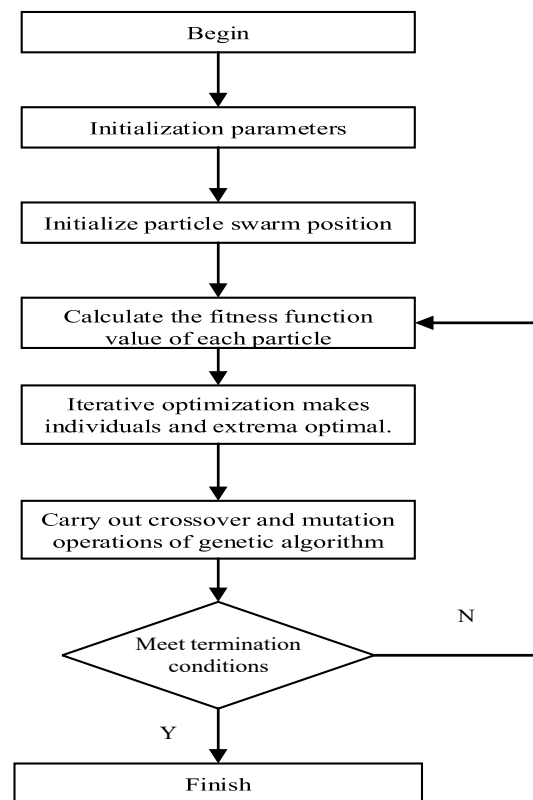 Begin
Initialization parameters
Initialize particle swarm position
Calculate the fitness function
value of each particle
Iterative optimization makes
individuals and extrema optimal.
Carry out crossover and mutation
operations of genetic algorithm
N
Meet termination
conditions
Y
Finish